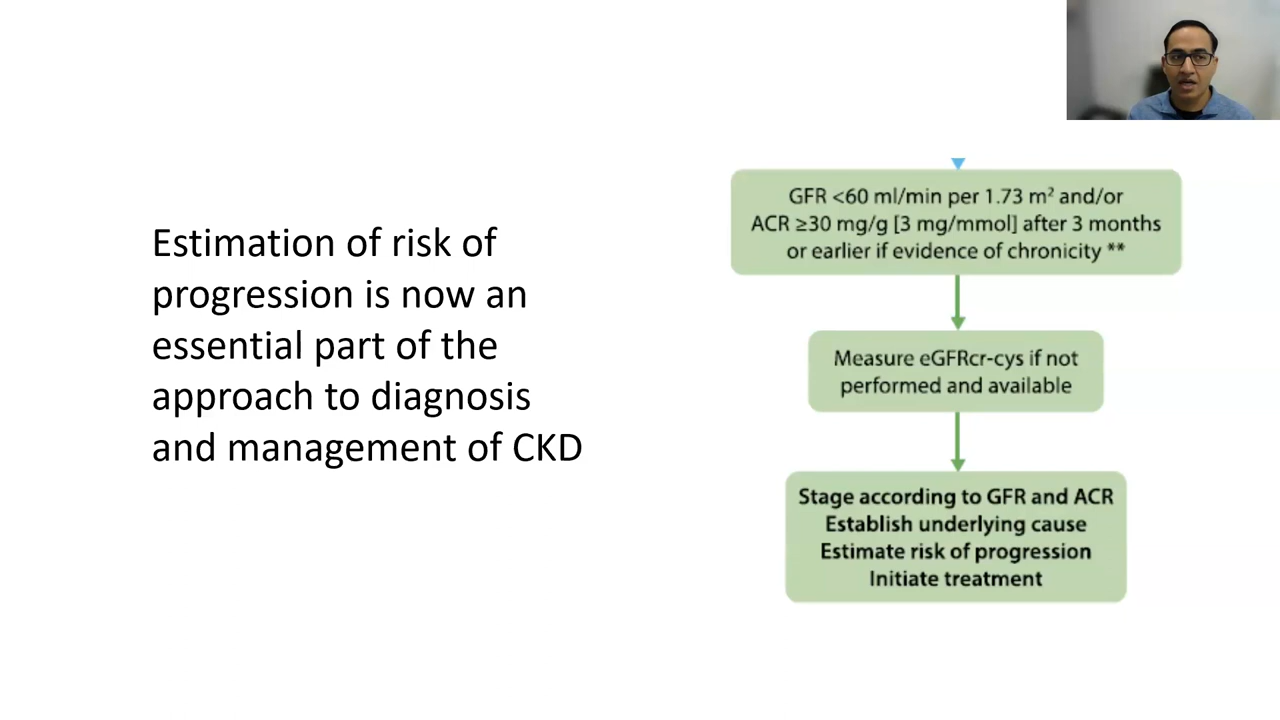 Estimation of risk of
progression is now an
essential part of the
approach to diagnosis
and management of CKD
GFR <60 ml/min per 1.73 m² and/or
ACR ≥30 mg/g [3 mg/mmol] after 3 months
or earlier if evidence of chronicity **
Measure eGFRcr-cys if not
performed and available
Stage according to GFR and ACR
Establish underlying cause
Estimate risk of progression
Initiate treatment